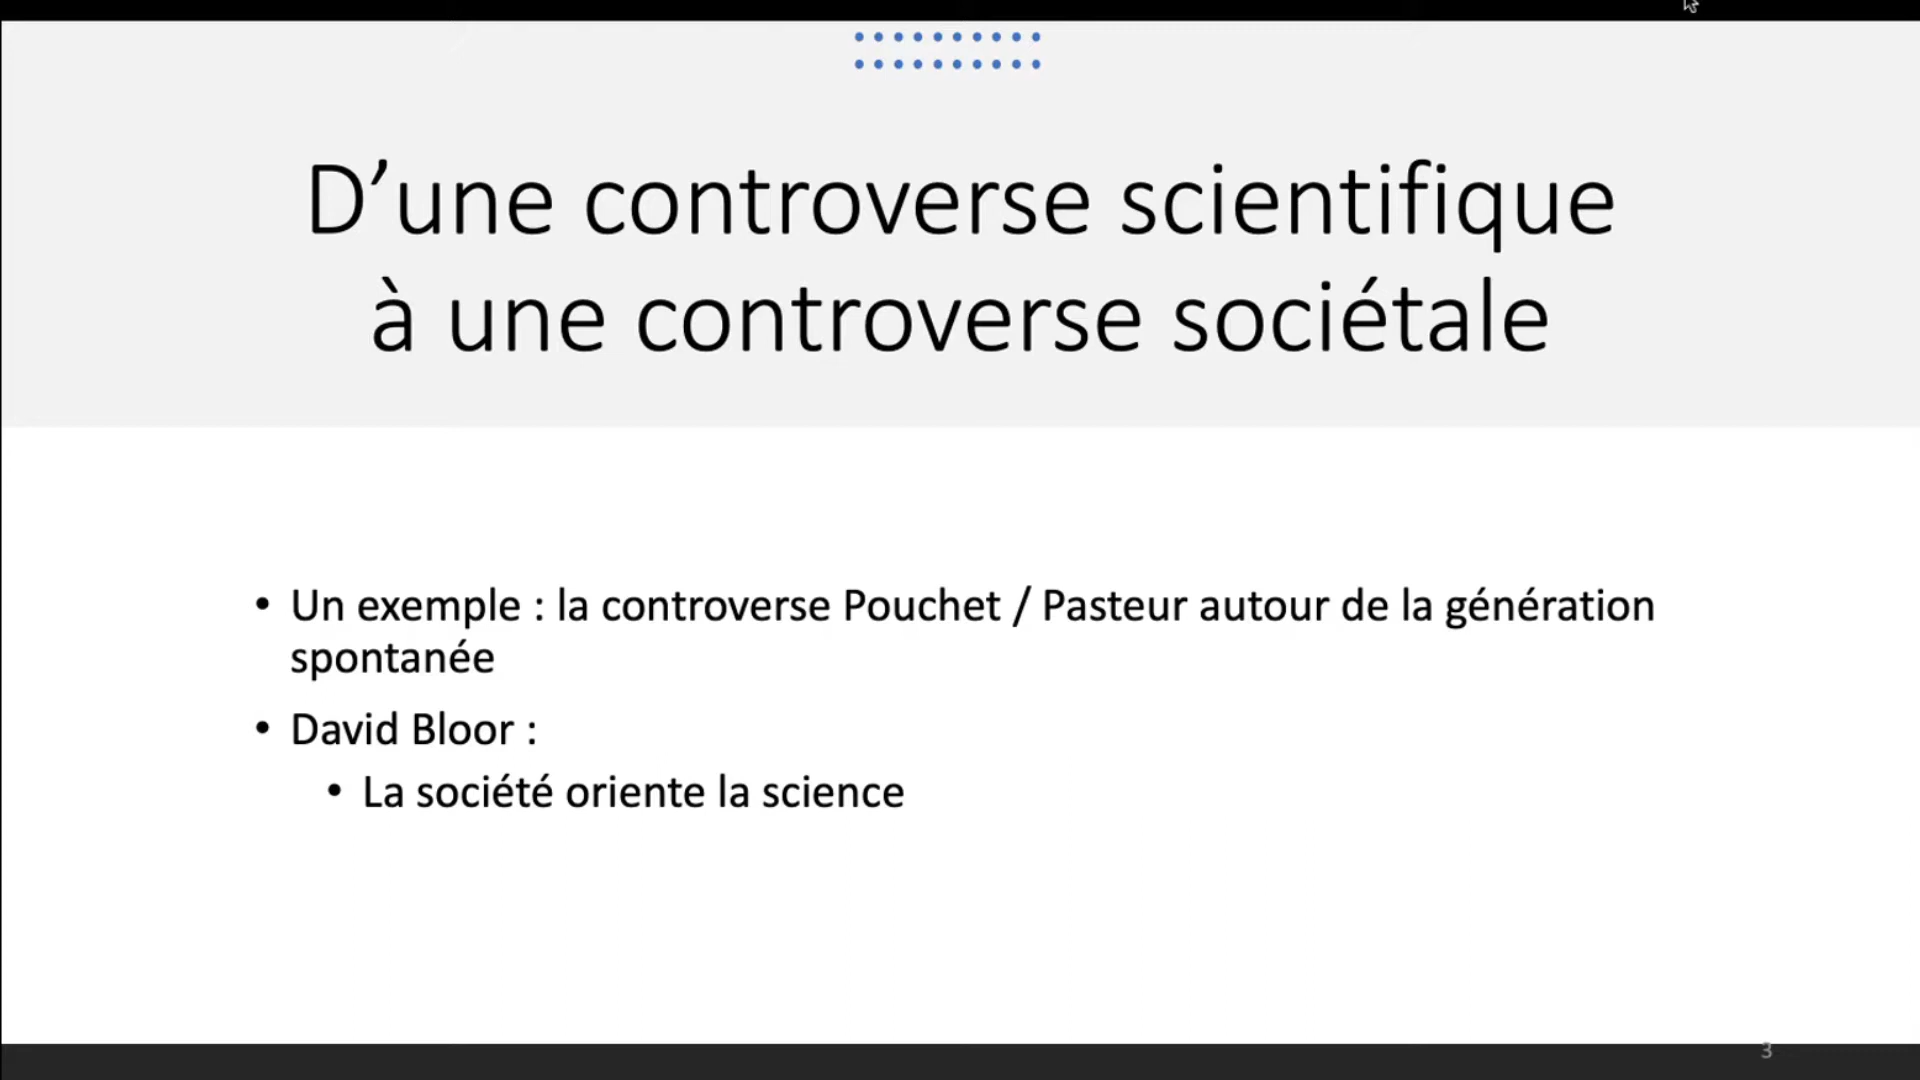 D’une controverse scientifique
à une controverse sociétale
• Un exemple : la controverse Pouchet / Pasteur autour de la génération
spontanée
• David Bloor :
• La société oriente la science
3